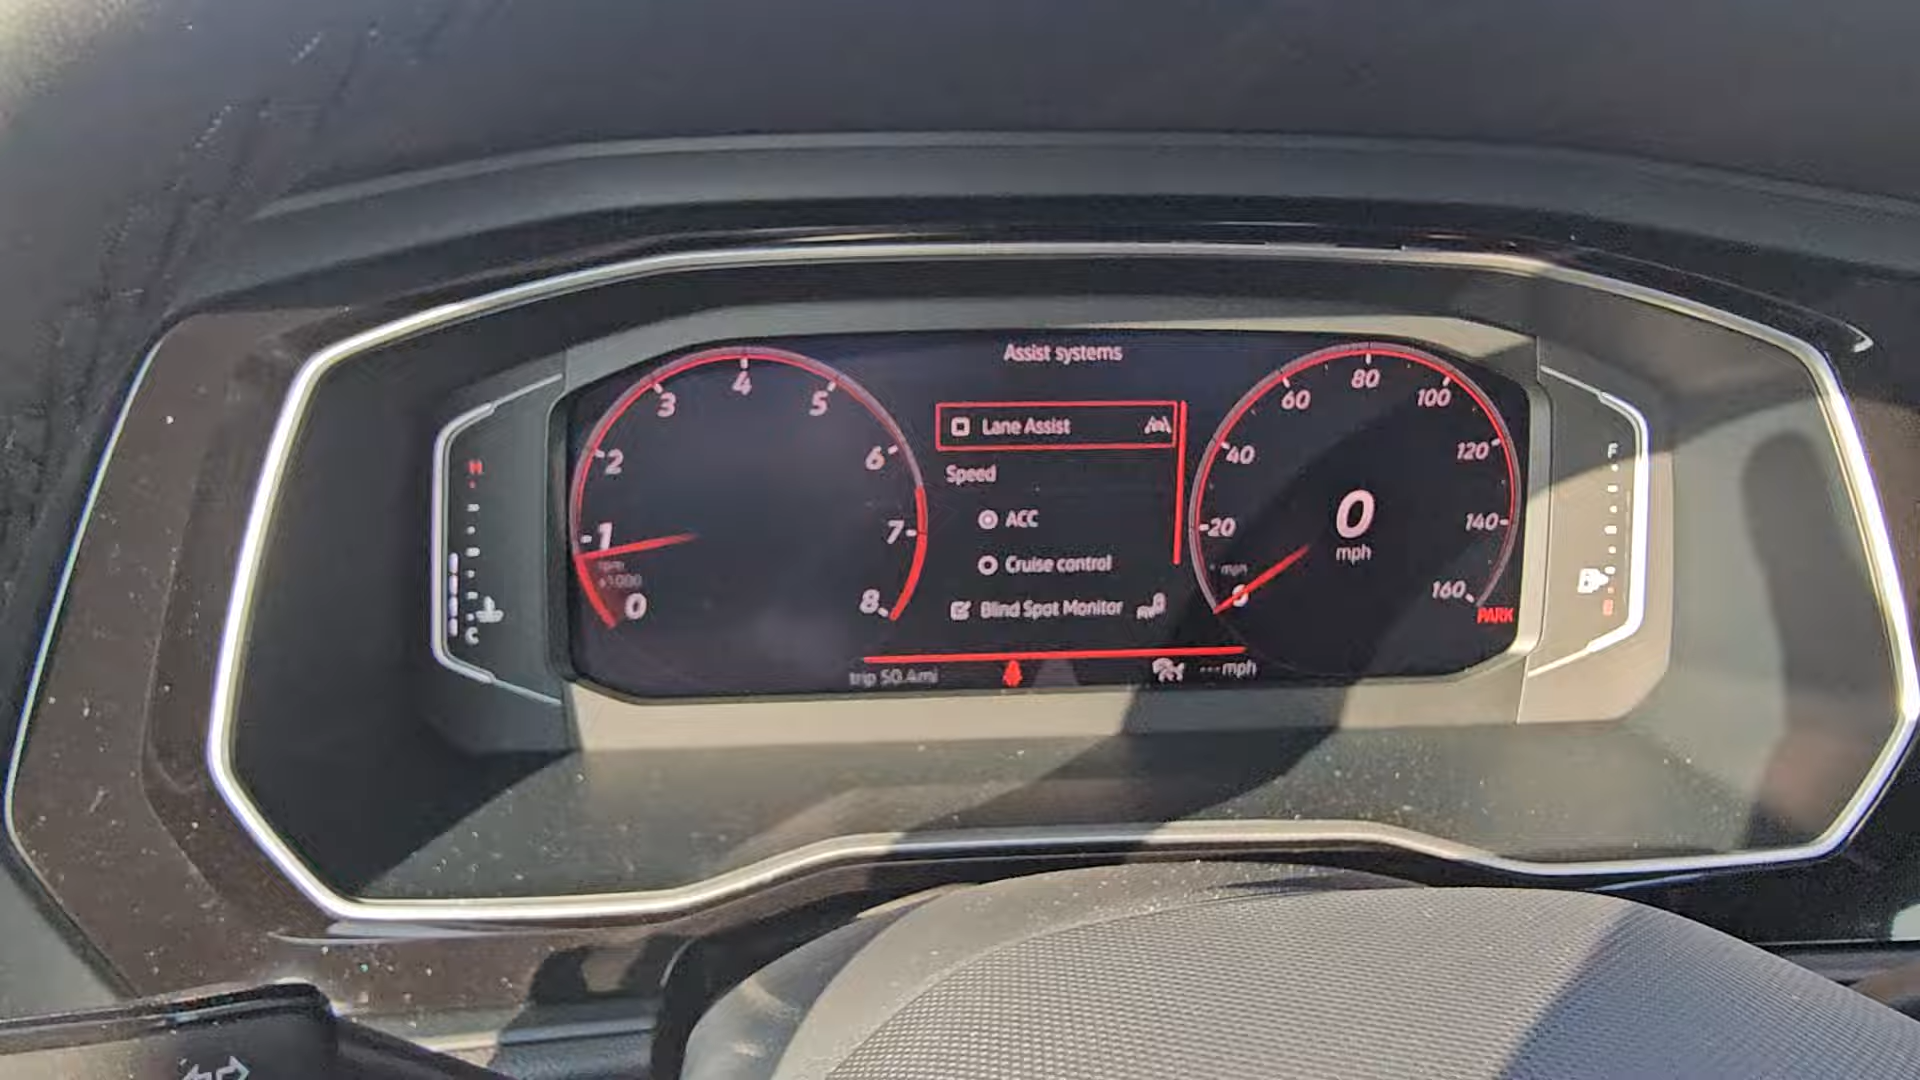 Assist systems
Lane Assist
Speed
ACC
Cruise control
Blind Spot Monitor
trip 50.4mi
---mph
0
1
2
3
4
5
6
7
8
rpm
x1000
0
20
40
60
80
100
120
140
160
mph
0
mph
PARK
H
C
F